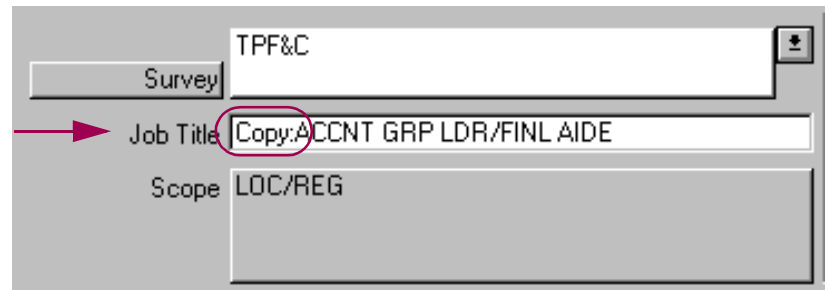 TPF&C
Survey
Job Title Copy:ACCNT GRP LDR/FINL AIDE
Scope LOC/REG